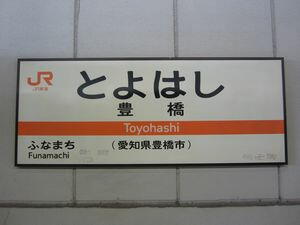 JR
JR東海
とよはし
豊橋
Toyohashi
ふなまち
Funamachi
（愛知県豊橋市）